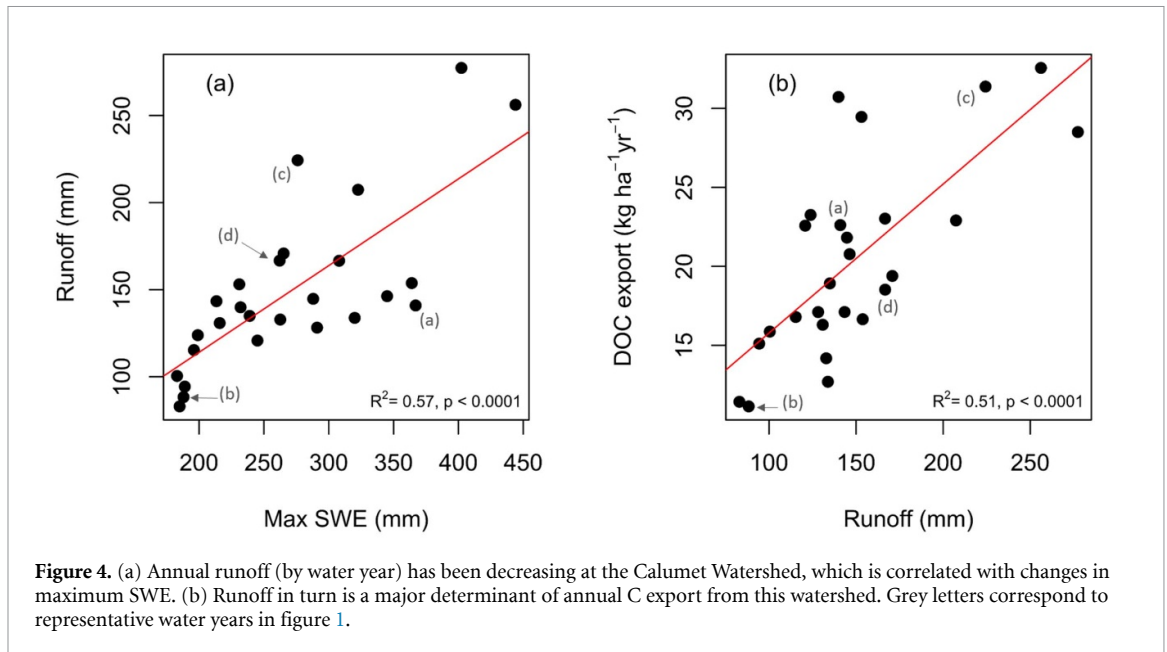 (a)
(b)
Runoff (mm)
100 150 200 250
(c)
(d)
(a)
(b)
R²= 0.57, p < 0.0001
200 250 300 350 400 450
Max SWE (mm)
DOC export (kg ha⁻¹yr⁻¹)
15 20 25 30
(c)
(a)
(d)
(b)
R²= 0.51, p < 0.0001
100 150 200 250
Runoff (mm)
Figure 4. (a) Annual runoff (by water year) has been decreasing at the Calumet Watershed, which is correlated with changes in
maximum SWE. (b) Runoff in turn is a major determinant of annual C export from this watershed. Grey letters correspond to
representative water years in figure 1.